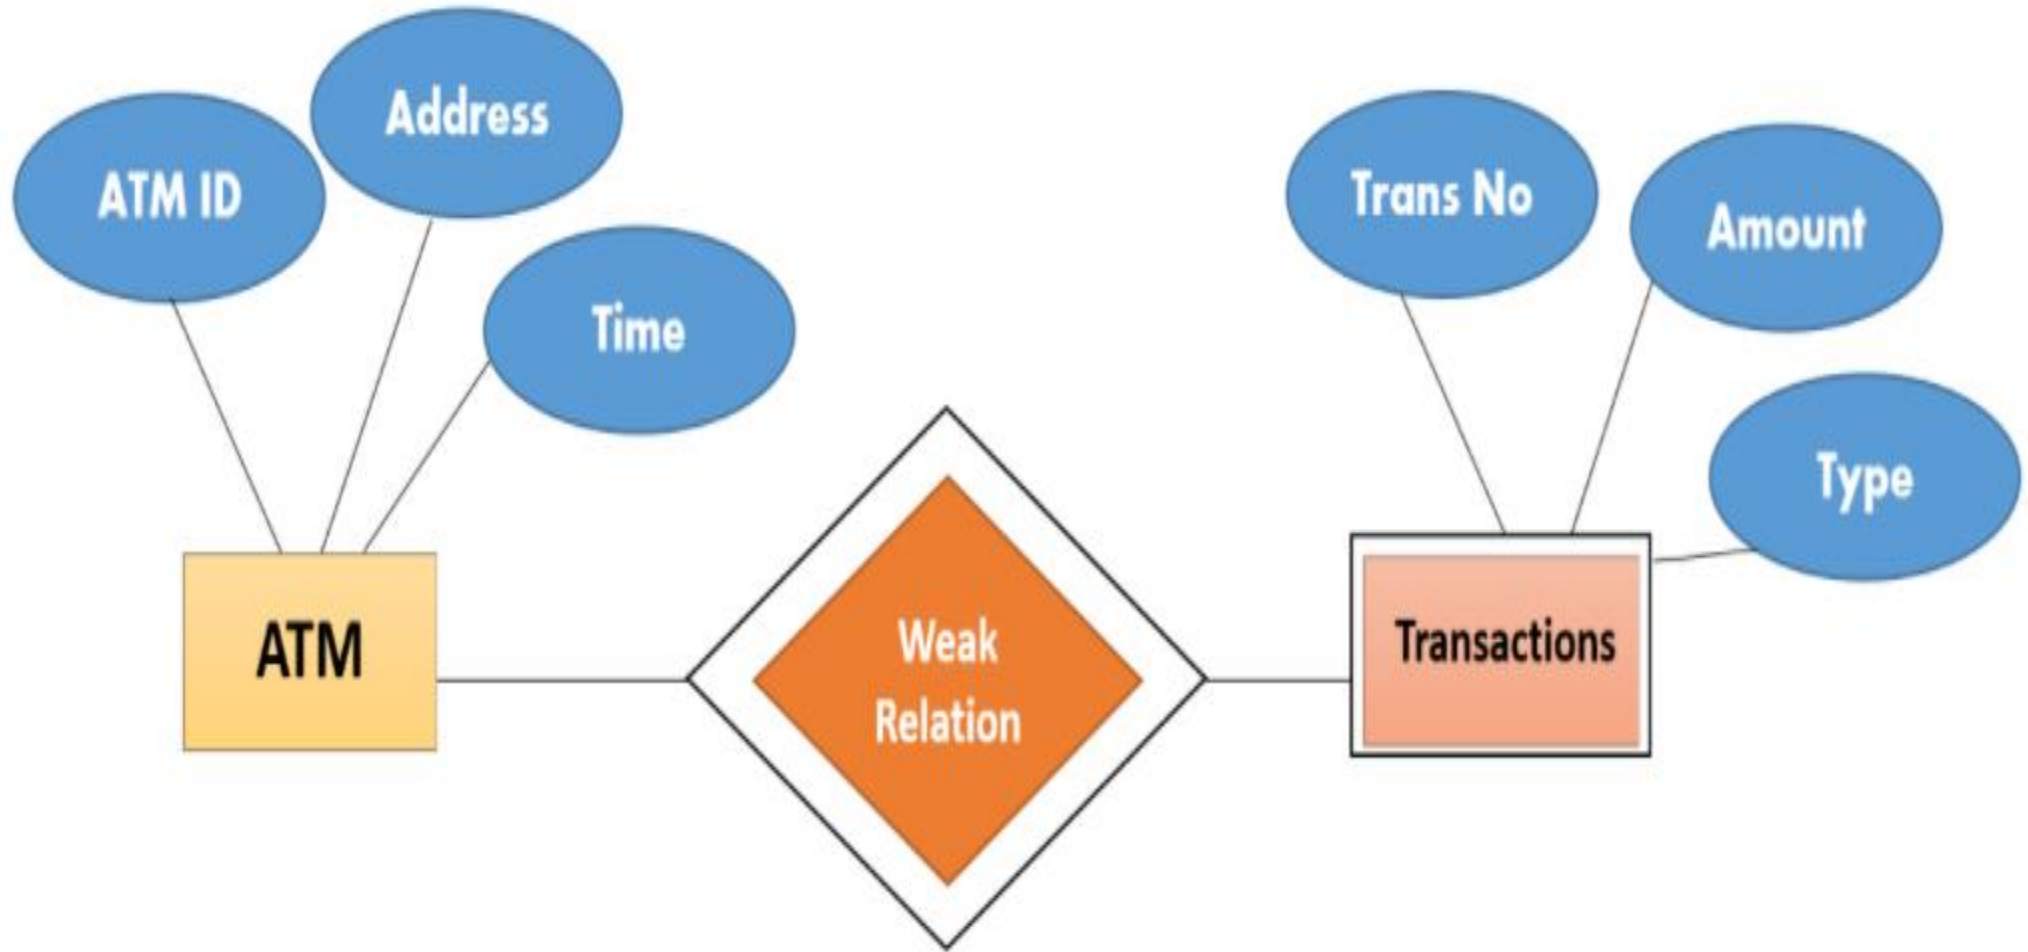 Address
ATM ID
Time
Trans No
Amount
Type
ATM
Weak
Relation
Transactions